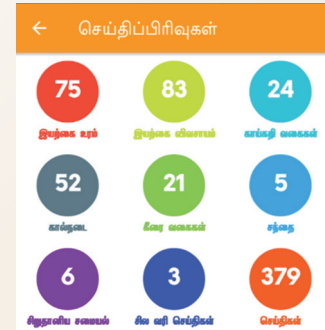 செய்திப்பிரிவுகள்
75 83 24
இயற்கை உரம் இயற்கை விவசாயம் காய்கறி வகைகள்
52 21 5
கால்நடை கீரை வகைகள் சந்தை
6 3 379
சிறுதானிய சமையல் சில வரி செய்திகள் செய்திகள்